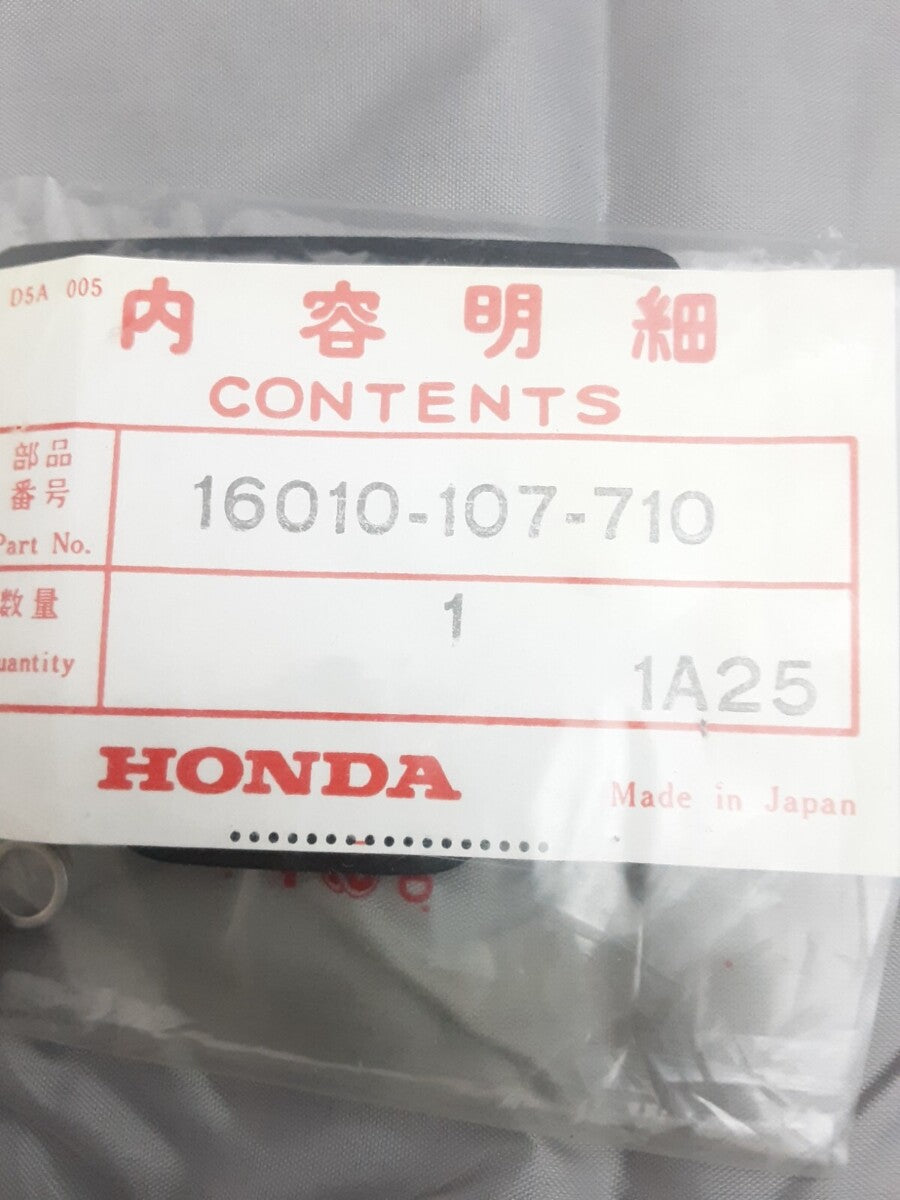 D5A 005
内容明細
CONTENTS
部品
番号
Part No.
16010-107-710
数量
uantity
1
1A25
HONDA
Made in Japan